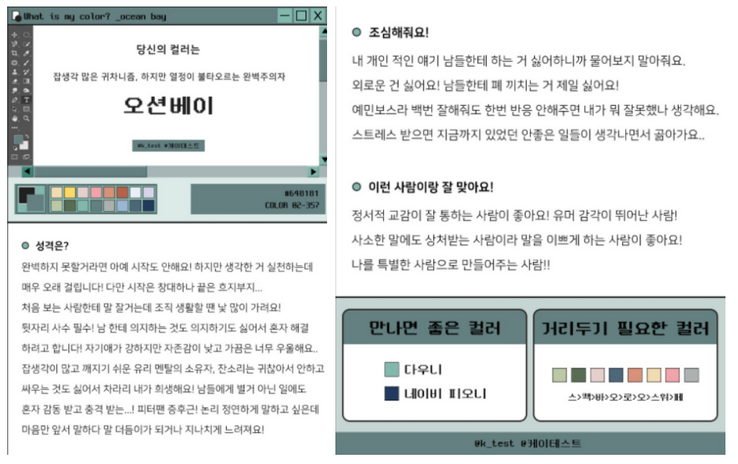 What is my color? _ocean bay
당신의 컬러는
잡생각 많은 귀차니즘, 하지만 열정이 불타오르는 완벽주의자
오션베이
@k_test @케이테스트
#648181
COLOR 02-357
성격은?
완벽하지 못할거라면 아예 시작도 안해요! 하지만 생각한 거 실천하는데
매우 오래 걸립니다! 다만 시작은 창대하나 끝은 흐지부지...
처음 보는 사람한테 말 잘거는데 조직 생활할 땐 낯 많이 가려요!
뒷자리 사수 필수! 남 한테 의지하는 것도 의지하기도 싫어서 혼자 해결
하려고 합니다! 자기애가 강하지만 자존감이 낮고 가끔은 너무 우울해요..
잡생각이 많고 깨지기 쉬운 유리 멘탈의 소유자, 잔소리는 귀찮아서 안하고
싸우는 것도 싫어서 차라리 내가 희생해요! 남들에게 별거 아닌 일에도
혼자 감동 받고 충격 받는...! 피터팬 증후군! 논리 정연하게 말하고 싶은데
마음만 앞서 말하다 말 더듬이가 되거나 지나치게 느려져요!
조심해줘요!
내 개인 적인 얘기 남들한테 하는 거 싫어하니까 물어보지 말아줘요.
외로운 건 싫어요! 남들한테 폐 끼치는 거 제일 싫어요!
예민보스라 백번 잘해줘도 한번 반응 안해주면 내가 뭐 잘못했나 생각해요.
스트레스 받으면 지금까지 있었던 안좋은 일들이 생각나면서 곪아가요..
이런 사람이랑 잘 맞아요!
정서적 교감이 잘 통하는 사람이 좋아요! 유머 감각이 뛰어난 사람!
사소한 말에도 상처받는 사람이라 말을 이쁘게 하는 사람이 좋아요!
나를 특별한 사람으로 만들어주는 사람!!
만나면 좋은 컬러
다우니
네이비 피오니
거리두기 필요한 컬러
스>팩>바>오>로>오>스위>페
@k_test @케이테스트